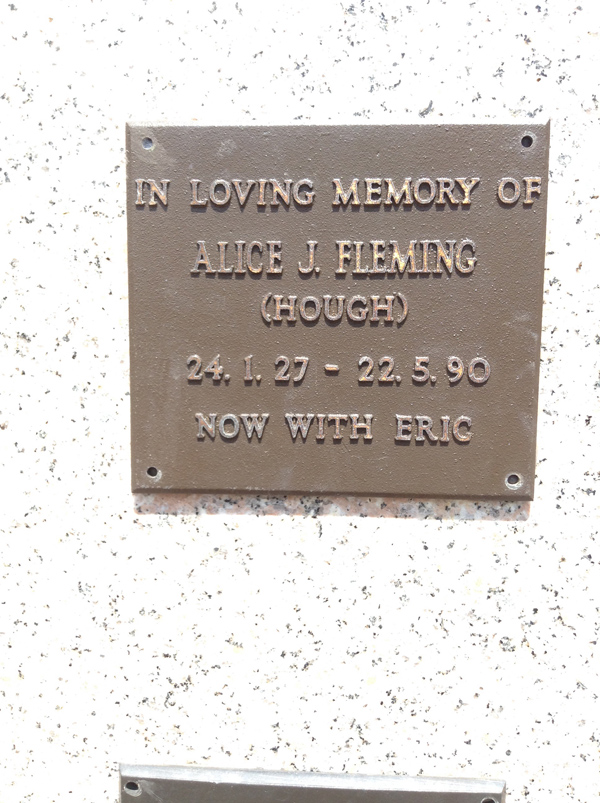 IN LOVING MEMORY OF
ALICE J. FLEMING
(HOUGH)
24. 1. 27 - 22. 5. 90
NOW WITH ERIC